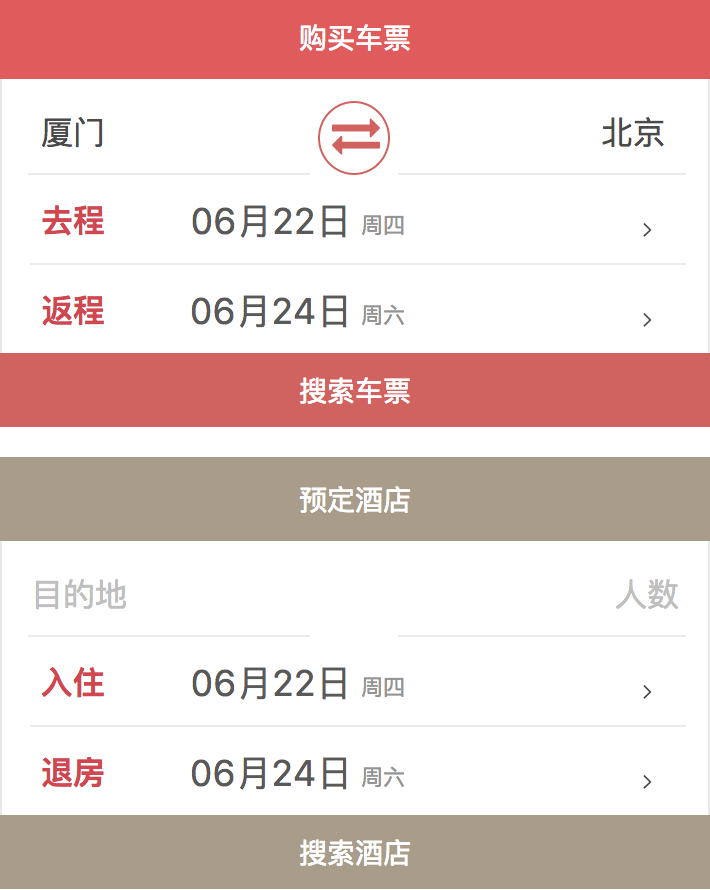 购买车票
厦门 北京
去程 06月22日 周四
返程 06月24日 周六
搜索车票
预定酒店
目的地 人数
入住 06月22日 周四
退房 06月24日 周六
搜索酒店